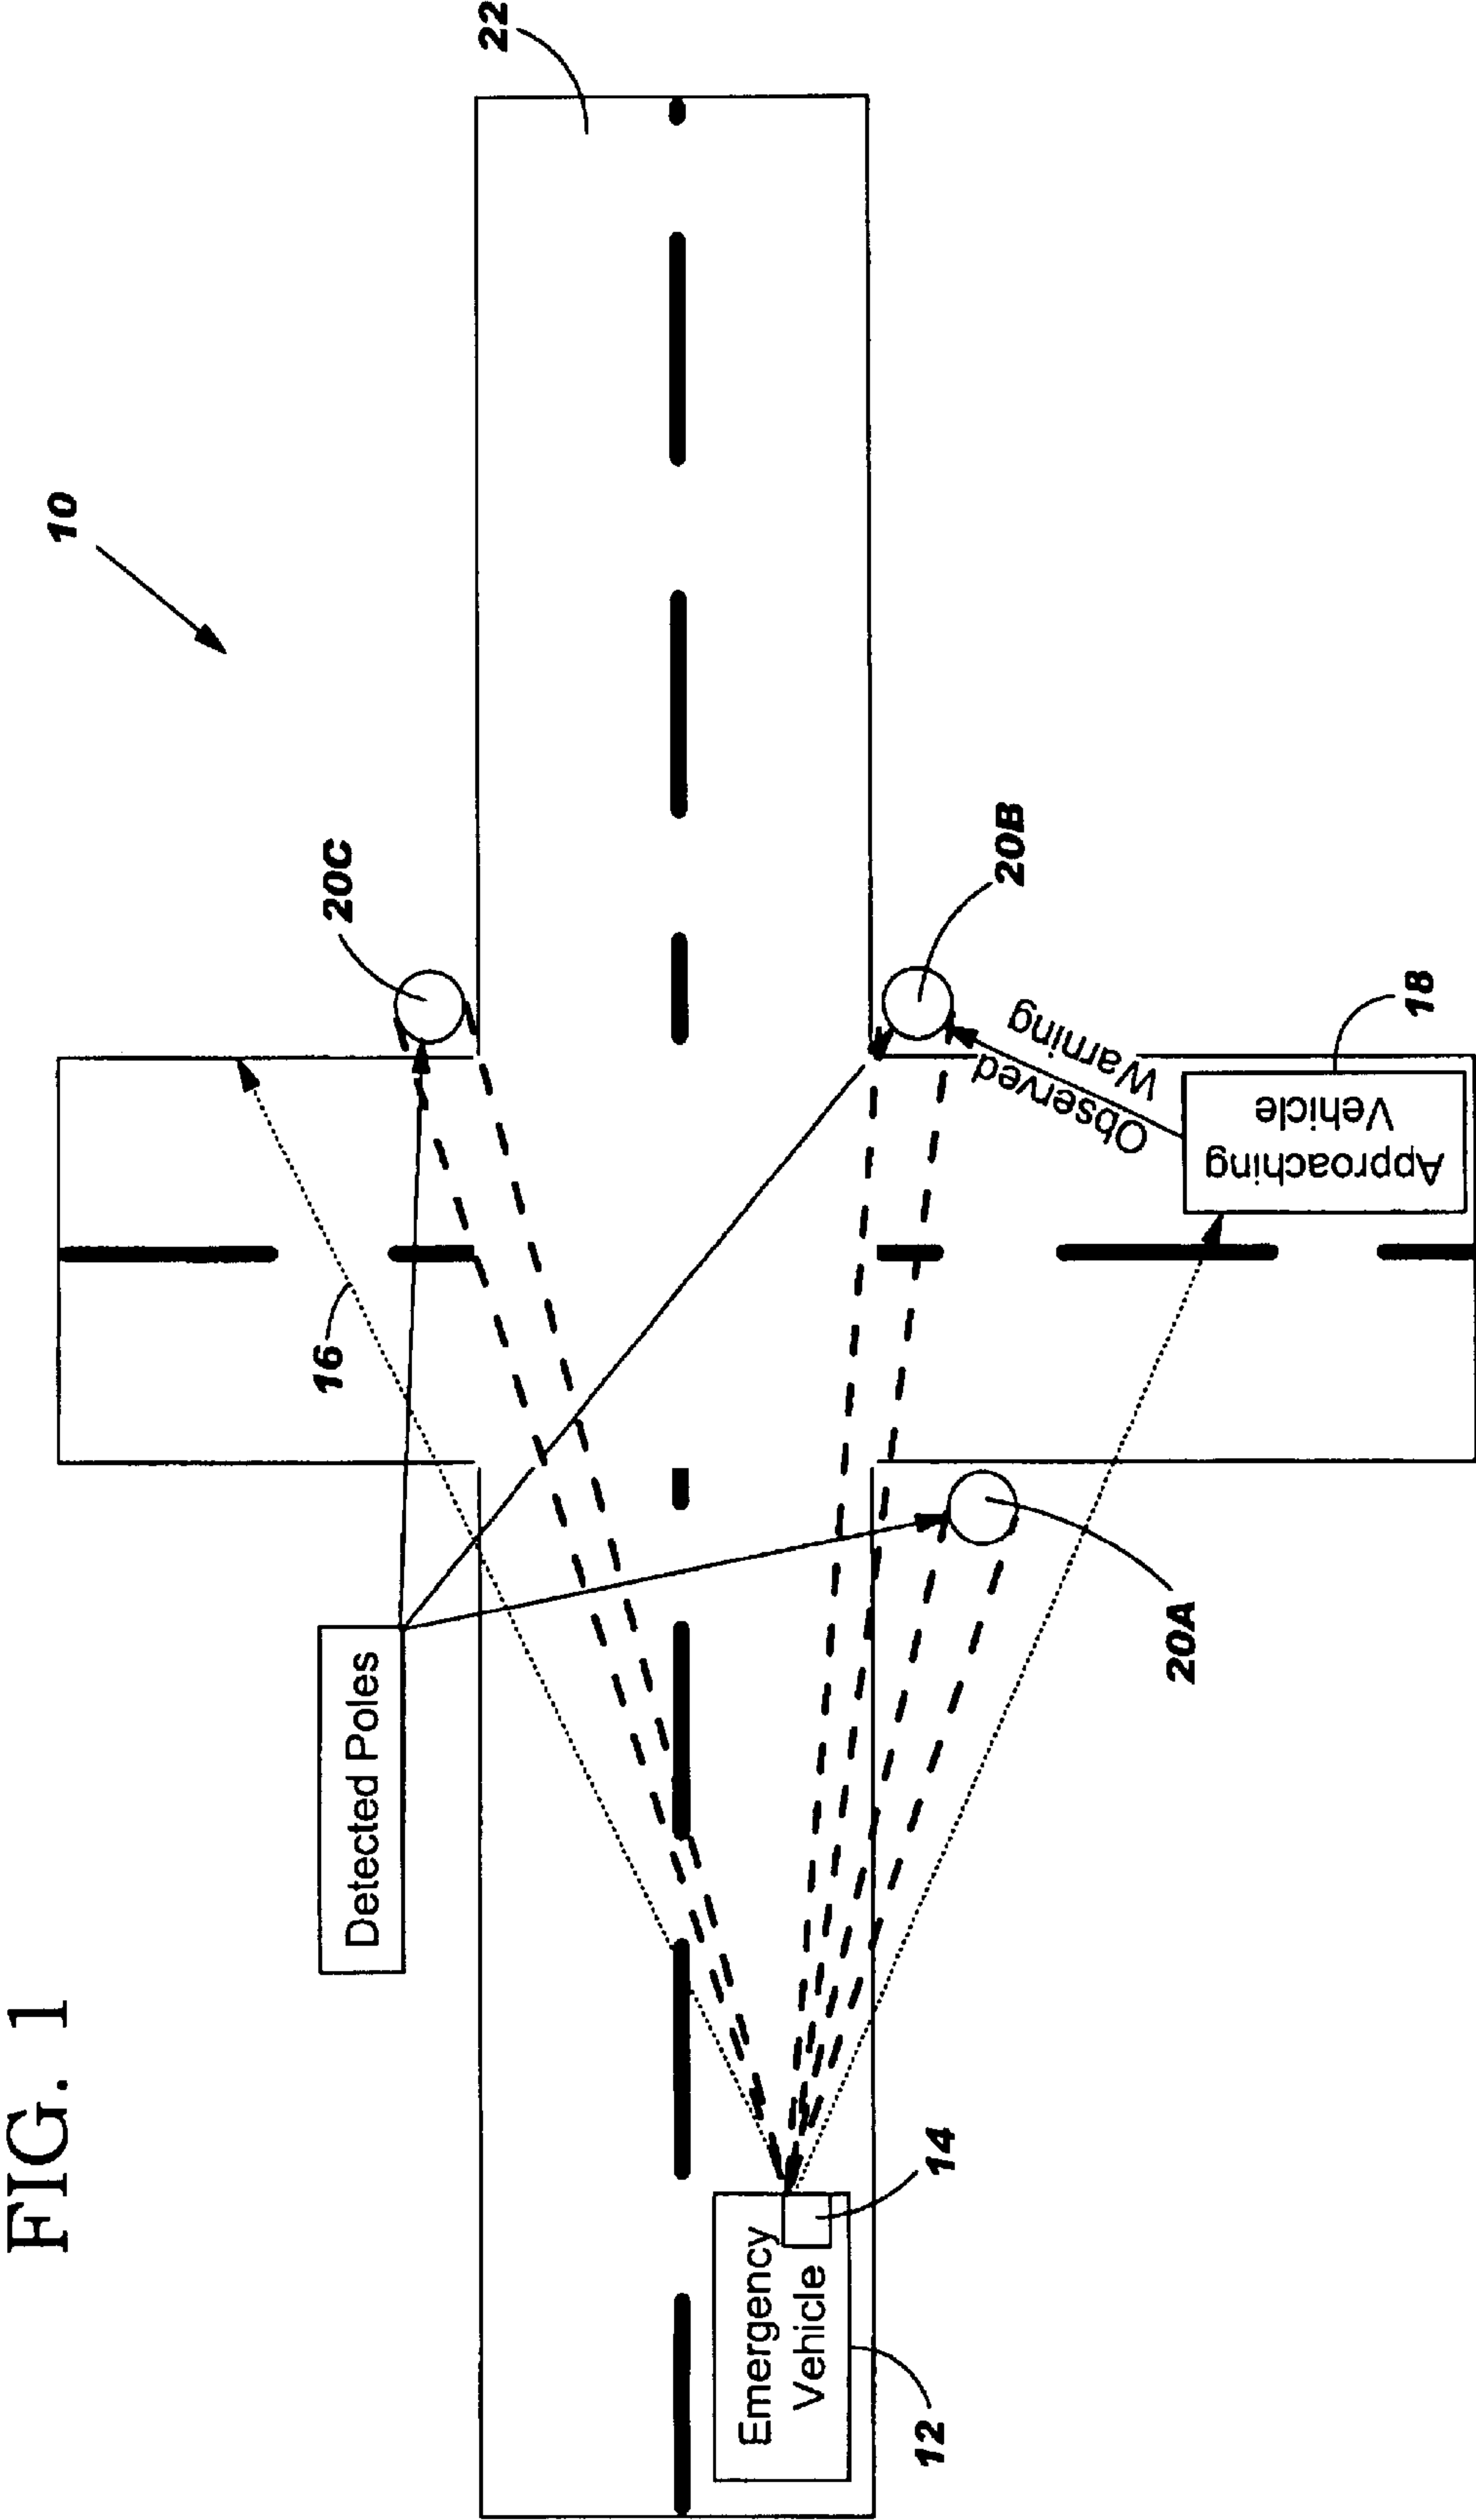 FIG. 1
10
22
20C
16
Detected Poles
20B
Observed
Warning
18
Approaching
Vehicle
20A
Emergency
Vehicle
14
12